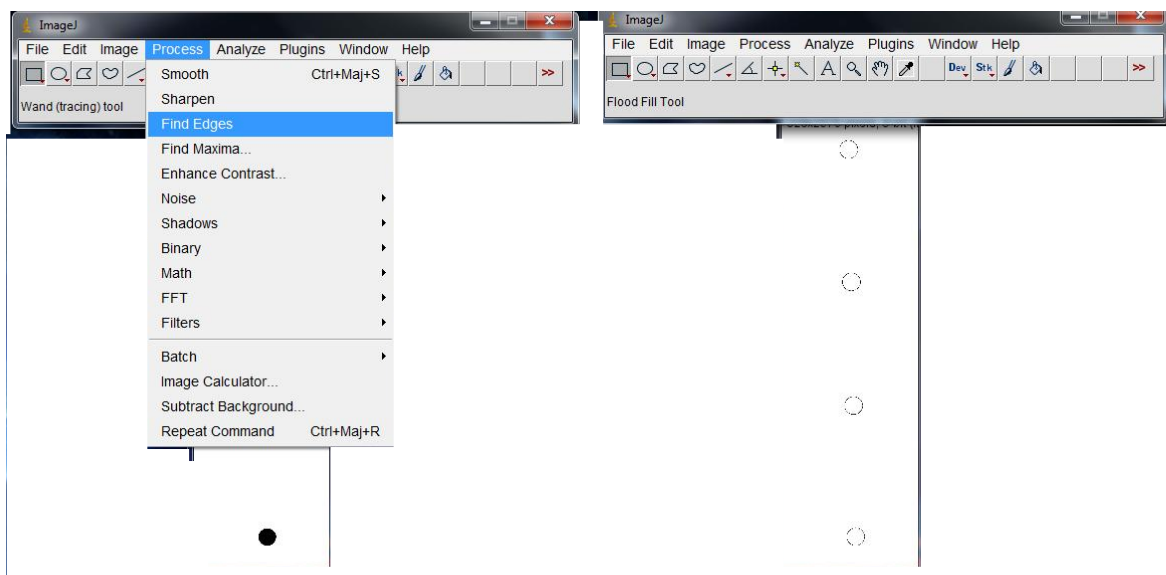 ImageJ
File Edit Image Process Analyze Plugins Window Help
Wand (tracing) tool
Smooth Ctrl+Maj+S
Sharpen
Find Edges
Find Maxima...
Enhance Contrast...
Noise
Shadows
Binary
Math
FFT
Filters
Batch
Image Calculator...
Subtract Background...
Repeat Command Ctrl+Maj+R
ImageJ
File Edit Image Process Analyze Plugins Window Help
A Dev Stk >>
Flood Fill Tool